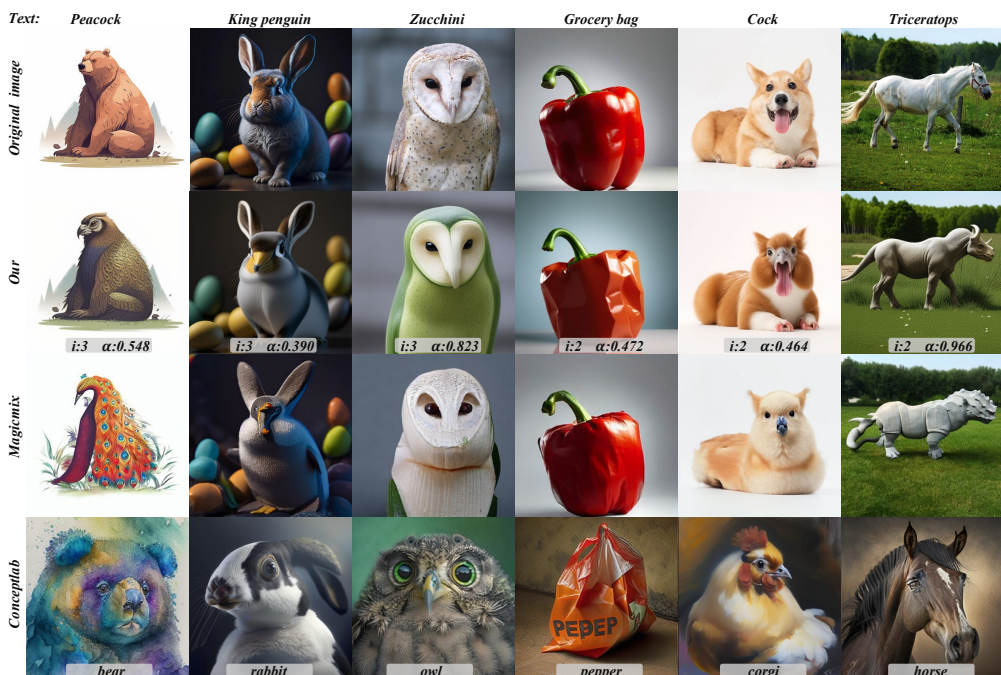 Text: Peacock King penguin Zucchini Grocery bag Cock Triceratops
Original image
Our
i:3 α:0.548
i:3 α:0.390
i:3 α:0.823
i:2 α:0.472
i:2 α:0.464
i:2 α:0.966
Magicmix
Conceptlab
PEPEP
bear
rabbit
owl
pepper
corgi
horse